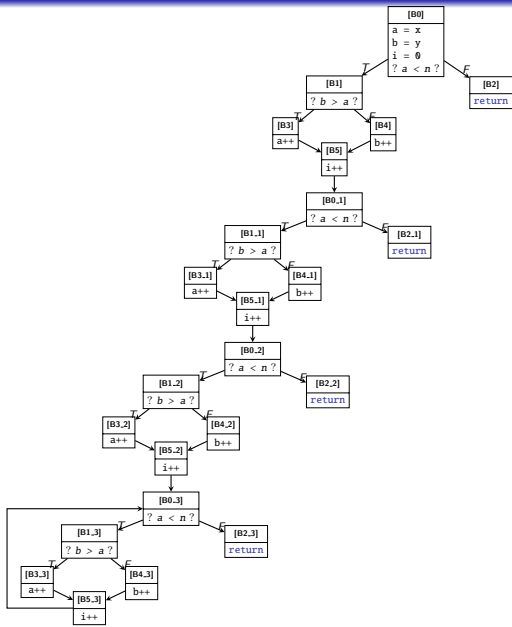 [B0]
a = x
b = y
i = 0
? a < n ?
T
F
[B1]
? b > a ?
[B2]
return
T
F
[B3]
a++
[B4]
b++
[B5]
i++
[B0_1]
? a < n ?
T
F
[B1_1]
? b > a ?
[B2_1]
return
T
F
[B3_1]
a++
[B4_1]
b++
[B5_1]
i++
[B0_2]
? a < n ?
T
F
[B1_2]
? b > a ?
[B2_2]
return
T
F
[B3_2]
a++
[B4_2]
b++
[B5_2]
i++
[B0_3]
? a < n ?
T
F
[B1_3]
? b > a ?
[B2_3]
return
T
F
[B3_3]
a++
[B4_3]
b++
[B5_3]
i++